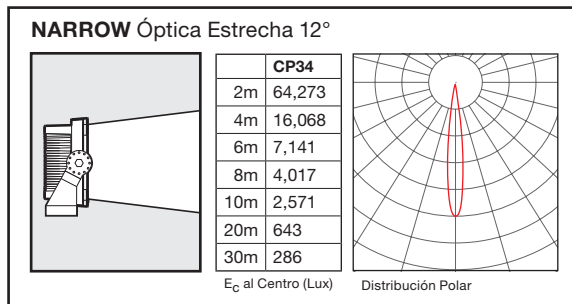 NARROW Óptica Estrecha 12°
CP34
2m 64,273
4m 16,068
6m 7,141
8m 4,017
10m 2,571
20m 643
30m 286
Ec al Centro (Lux)
Distribución Polar